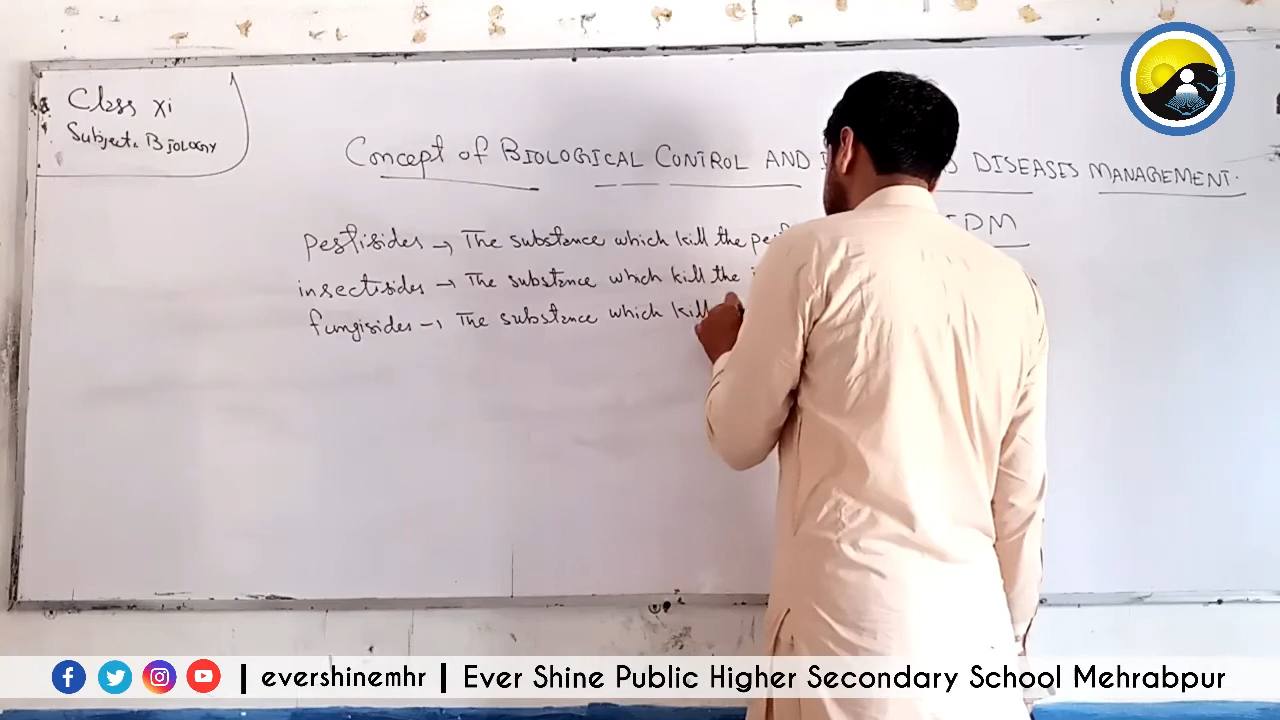 Class XI
Subject. BIOLOGY
Concept of BIOLOGICAL CONTROL AND DISEASES MANAGEMENT.
IDM
pestisides → The substance which kill the
insectisides → The substance which kill the
fungisides → The substance which kill
| evershinemhr | Ever Shine Public Higher Secondary School Mehrabpur